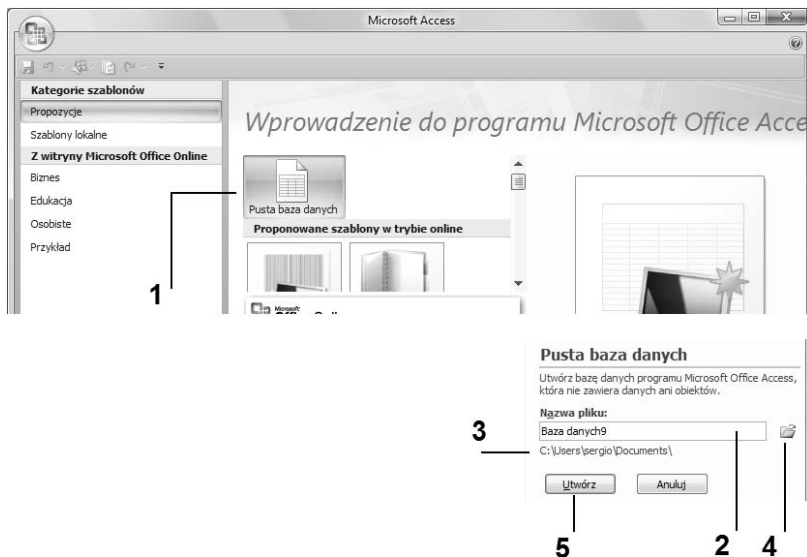 Microsoft Access
Kategorie szablonów
Propozycje
Szablony lokalne
Z witryny Microsoft Office Online
Biznes
Edukacja
Osobiste
Przykład
Wprowadzenie do programu Microsoft Office Acce
Pusta baza danych
Proponowane szablony w trybie online
Microsoft
1
Pusta baza danych
Utwórz bazę danych programu Microsoft Office Access,
która nie zawiera danych ani obiektów.
Nazwa pliku:
Baza danych9
3
C:\Users\sergio\Documents\
Utwórz
Anuluj
5
2
4